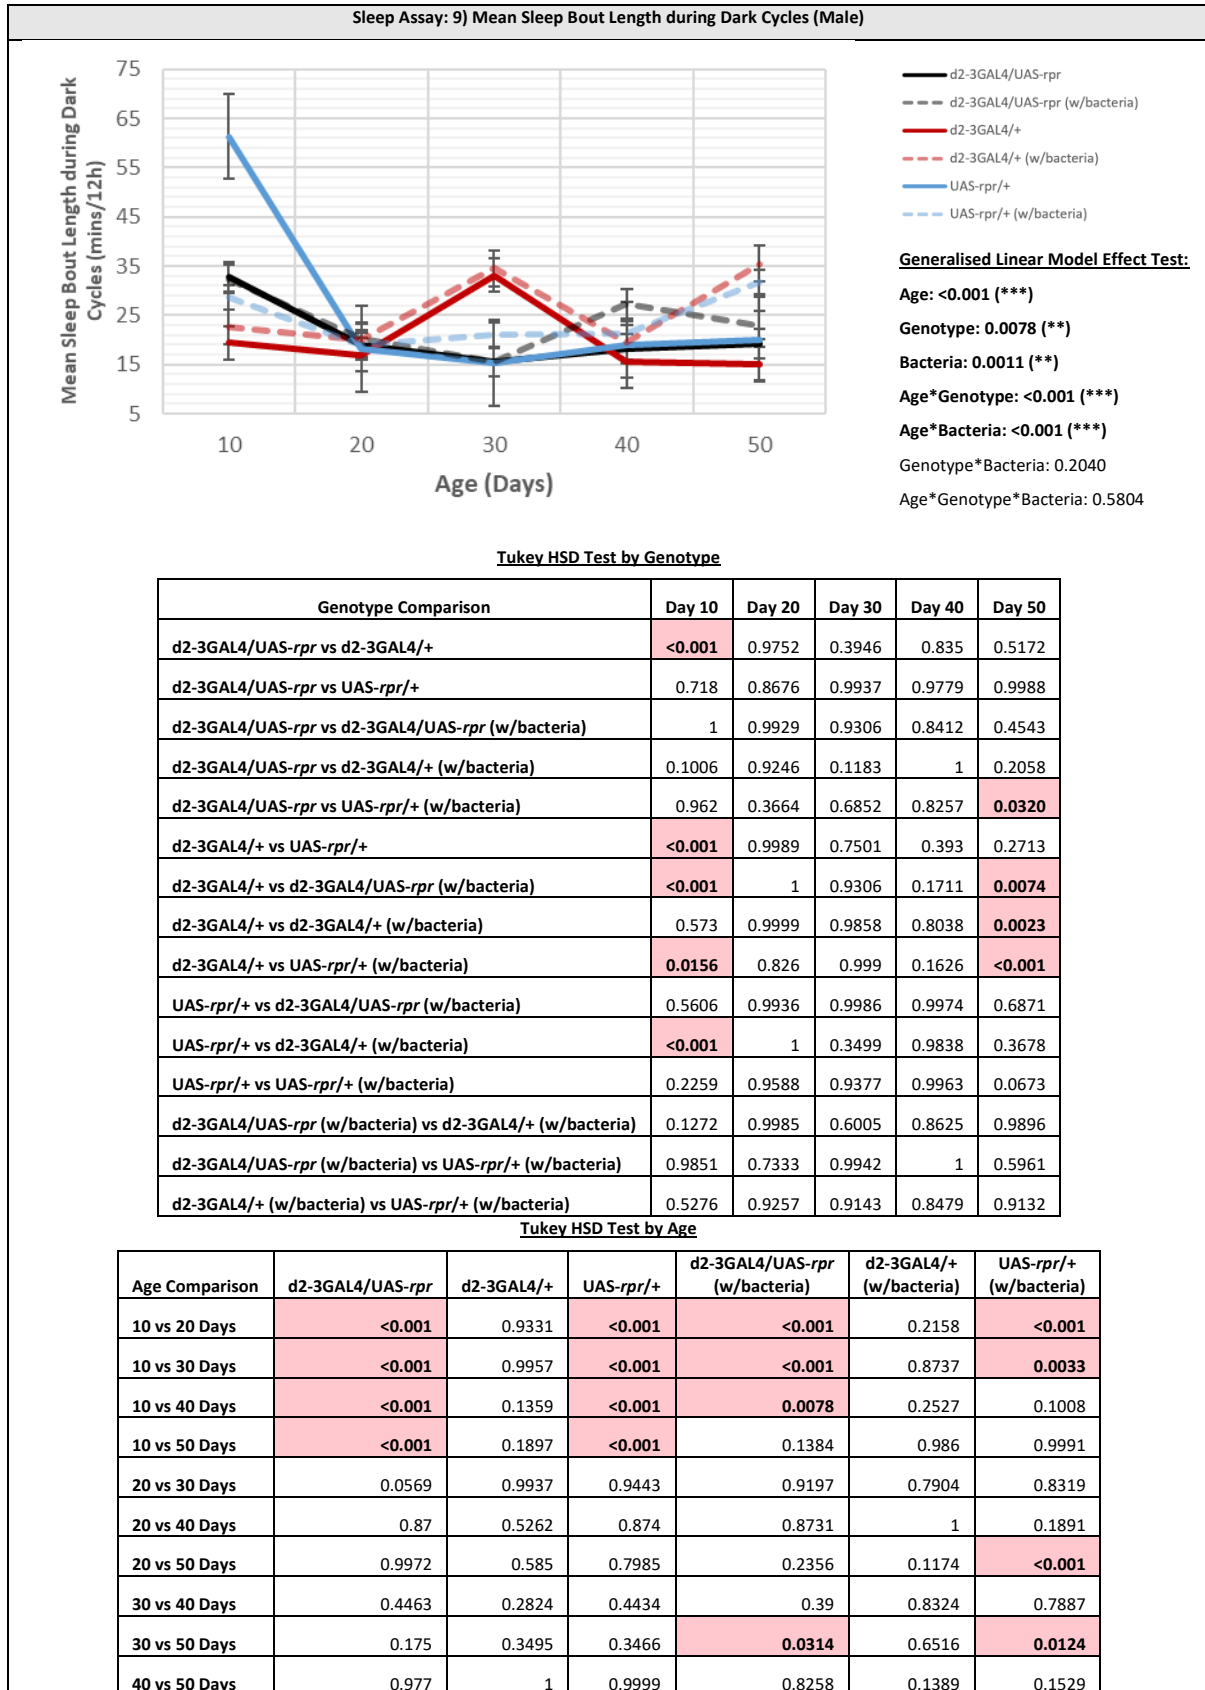 Sleep Assay: 9) Mean Sleep Bout Length during Dark Cycles (Male)
Mean Sleep Bout Length during Dark
Cycles (mins/12h)
75
65
55
45
35
25
15
5
10 20 30 40 50
Age (Days)
d2-3GAL4/UAS-rpr
d2-3GAL4/UAS-rpr (w/bacteria)
d2-3GAL4/+
d2-3GAL4/+ (w/bacteria)
UAS-rpr/+
UAS-rpr/+ (w/bacteria)
Generalised Linear Model Effect Test:
Age: <0.001 (***)
Genotype: 0.0078 (**)
Bacteria: 0.0011 (**)
Age*Genotype: <0.001 (***)
Age*Bacteria: <0.001 (***)
Genotype*Bacteria: 0.2040
Age*Genotype*Bacteria: 0.5804
Tukey HSD Test by Genotype
Genotype Comparison Day 10 Day 20 Day 30 Day 40 Day 50
d2-3GAL4/UAS-rpr vs d2-3GAL4/+ <0.001 0.9752 0.3946 0.835 0.5172
d2-3GAL4/UAS-rpr vs UAS-rpr/+ 0.718 0.8676 0.9937 0.9779 0.9988
d2-3GAL4/UAS-rpr vs d2-3GAL4/UAS-rpr (w/bacteria) 1 0.9929 0.9306 0.8412 0.4543
d2-3GAL4/UAS-rpr vs d2-3GAL4/+ (w/bacteria) 0.1006 0.9246 0.1183 1 0.2058
d2-3GAL4/UAS-rpr vs UAS-rpr/+ (w/bacteria) 0.962 0.3664 0.6852 0.8257 0.0320
d2-3GAL4/+ vs UAS-rpr/+ <0.001 0.9989 0.7501 0.393 0.2713
d2-3GAL4/+ vs d2-3GAL4/UAS-rpr (w/bacteria) <0.001 1 0.9306 0.1711 0.0074
d2-3GAL4/+ vs d2-3GAL4/+ (w/bacteria) 0.573 0.9999 0.9858 0.8038 0.0023
d2-3GAL4/+ vs UAS-rpr/+ (w/bacteria) 0.0156 0.826 0.999 0.1626 <0.001
UAS-rpr/+ vs d2-3GAL4/UAS-rpr (w/bacteria) 0.5606 0.9936 0.9986 0.9974 0.6871
UAS-rpr/+ vs d2-3GAL4/+ (w/bacteria) <0.001 1 0.3499 0.9838 0.3678
UAS-rpr/+ vs UAS-rpr/+ (w/bacteria) 0.2259 0.9588 0.9377 0.9963 0.0673
d2-3GAL4/UAS-rpr (w/bacteria) vs d2-3GAL4/+ (w/bacteria) 0.1272 0.9985 0.6005 0.8625 0.9896
d2-3GAL4/UAS-rpr (w/bacteria) vs UAS-rpr/+ (w/bacteria) 0.9851 0.7333 0.9942 1 0.5961
d2-3GAL4/+ (w/bacteria) vs UAS-rpr/+ (w/bacteria) 0.5276 0.9257 0.9143 0.8479 0.9132
Tukey HSD Test by Age
Age Comparison d2-3GAL4/UAS-rpr d2-3GAL4/+ UAS-rpr/+ d2-3GAL4/UAS-rpr (w/bacteria) d2-3GAL4/+ (w/bacteria) UAS-rpr/+ (w/bacteria)
10 vs 20 Days <0.001 0.9331 <0.001 <0.001 0.2158 <0.001
10 vs 30 Days <0.001 0.9957 <0.001 <0.001 0.8737 0.0033
10 vs 40 Days <0.001 0.1359 <0.001 0.0078 0.2527 0.1008
10 vs 50 Days <0.001 0.1897 <0.001 0.1384 0.986 0.9991
20 vs 30 Days 0.0569 0.9937 0.9443 0.9197 0.7904 0.8319
20 vs 40 Days 0.87 0.5262 0.874 0.8731 1 0.1891
20 vs 50 Days 0.9972 0.585 0.7985 0.2356 0.1174 <0.001
30 vs 40 Days 0.4463 0.2824 0.4434 0.39 0.8324 0.7887
30 vs 50 Days 0.175 0.3495 0.3466 0.0314 0.6516 0.0124
40 vs 50 Days 0.977 1 0.9999 0.8258 0.1389 0.1529